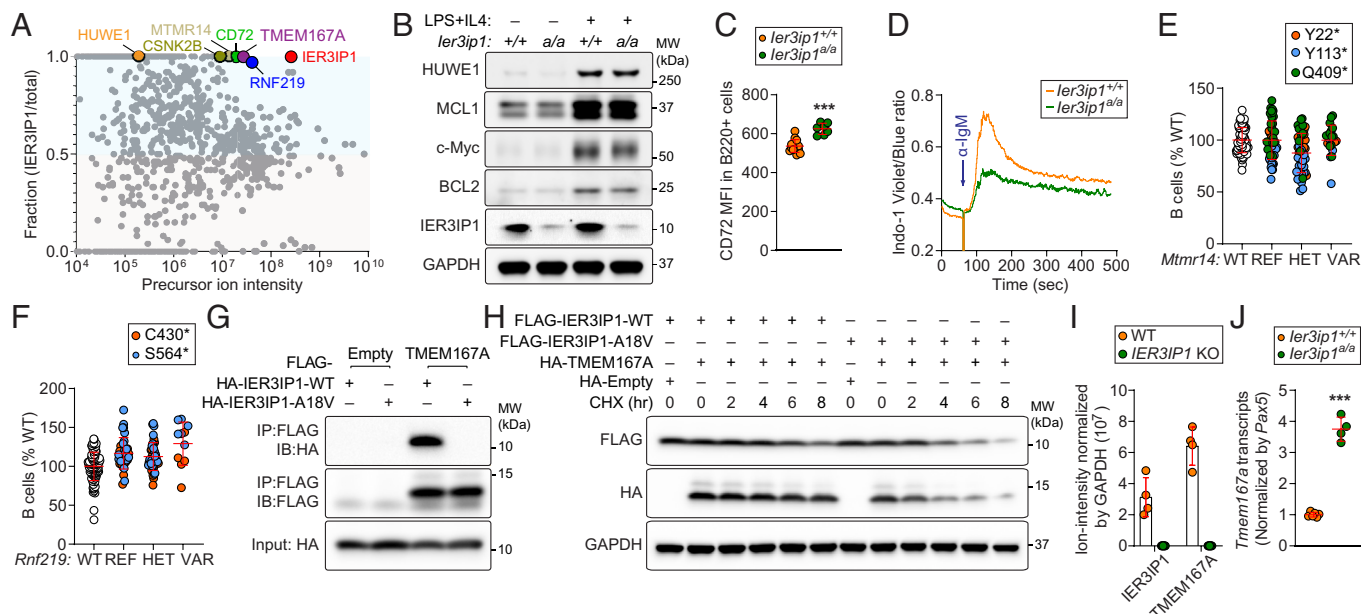 A
HUWE1
MTMR14
CSNK2B
CD72
TMEM167A
IER3IP1
RNF219
Fraction (IER3IP1/total)
1.0
0.5
0.0
10^4 10^5 10^6 10^7 10^8 10^9 10^10
Precursor ion intensity
B
LPS+IL4: – – + +
Ier3ip1: +/+ a/a +/+ a/a
MW
(kDa)
HUWE1
250
MCL1
37
c-Myc
50
BCL2
25
IER3IP1
10
GAPDH
37
C
Ier3ip1+/+
Ier3ip1a/a
CD72 MFI in B220+ cells
***
800
600
400
200
0
D
Ier3ip1+/+
Ier3ip1a/a
α-IgM
Indo-1 Violet/Blue ratio
0.8
0.6
0.4
0.2
0 100 200 300 400 500
Time (sec)
E
Y22*
Y113*
Q409*
B cells (% WT)
200
150
100
50
0
Mtmr14: WT REF HET VAR
F
C430*
S564*
B cells (% WT)
200
150
100
50
0
Rnf219: WT REF HET VAR
G
FLAG- Empty TMEM167A
HA-IER3IP1-WT + – + –
HA-IER3IP1-A18V – + – +
MW
(kDa)
IP:FLAG
IB:HA
10
IP:FLAG
IB:FLAG
15
10
Input: HA
10
H
FLAG-IER3IP1-WT + + + + + + – – – – – –
FLAG-IER3IP1-A18V – – – – – – + + + + + +
HA-TMEM167A – + + + + + – + + + + +
HA-Empty + – – – – – + – – – – –
CHX (hr) 0 0 2 4 6 8 0 0 2 4 6 8
MW
(kDa)
FLAG
10
HA
15
10
GAPDH
37
I
WT
IERIP1 KO
Ion-intensity normalized
by GAPDH (10^7)
10
8
6
4
2
0
IER3IP1
TMEM167A
J
Ier3ip1+/+
Ier3ip1a/a
Tmem167a transcripts
(Normalized by Pax5)
***
5
4
3
2
1
0